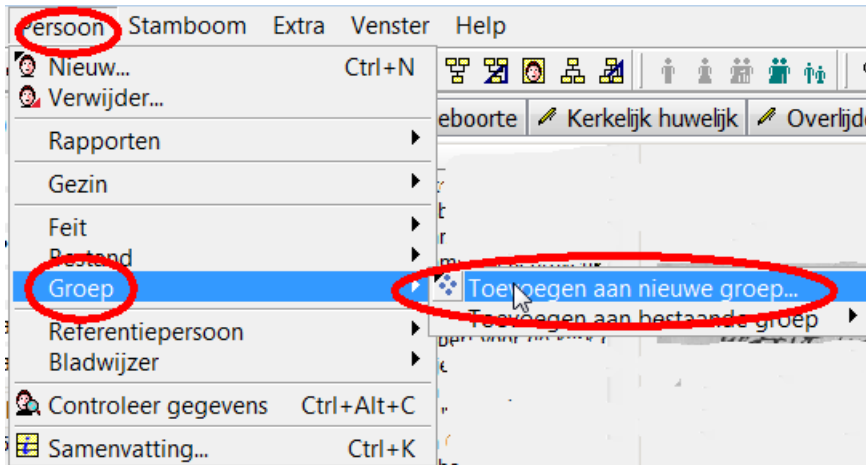 Persoon Stamboom Extra Venster Help
Nieuw... Ctrl+N
Verwijder...
eboorte Kerkelijk huwelijk Overlijd
Rapporten
Gezin
Feit
Bestand
Groep
Toevoegen aan nieuwe groep...
Toevoegen aan bestaande groep
Referentiepersoon
Bladwijzer
Controleer gegevens Ctrl+Alt+C
Samenvatting... Ctrl+K